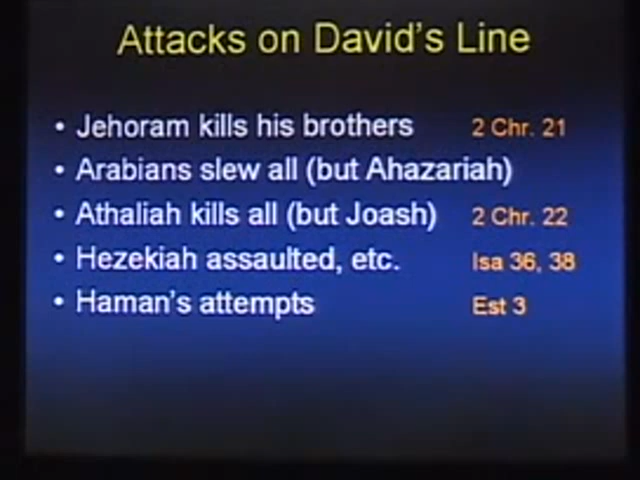 Attacks on David's Line
• Jehoram kills his brothers 2 Chr. 21
• Arabians slew all (but Ahazariah)
• Athaliah kills all (but Joash) 2 Chr. 22
• Hezekiah assaulted, etc. Isa 36, 38
• Haman's attempts Est 3